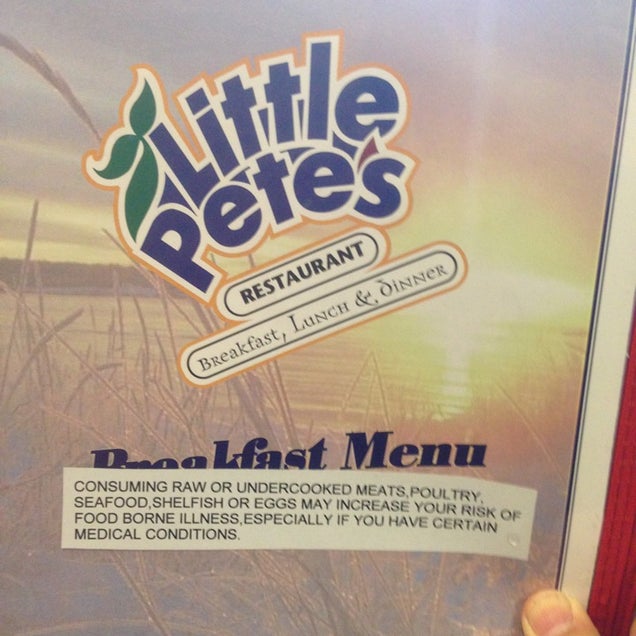 Little
Pete's
RESTAURANT
Breakfast, Lunch & Dinner
Breakfast Menu
CONSUMING RAW OR UNDERCOOKED MEATS,POULTRY,
SEAFOOD,SHELFISH OR EGGS MAY INCREASE YOUR RISK OF
FOOD BORNE ILLNESS,ESPECIALLY IF YOU HAVE CERTAIN
MEDICAL CONDITIONS.